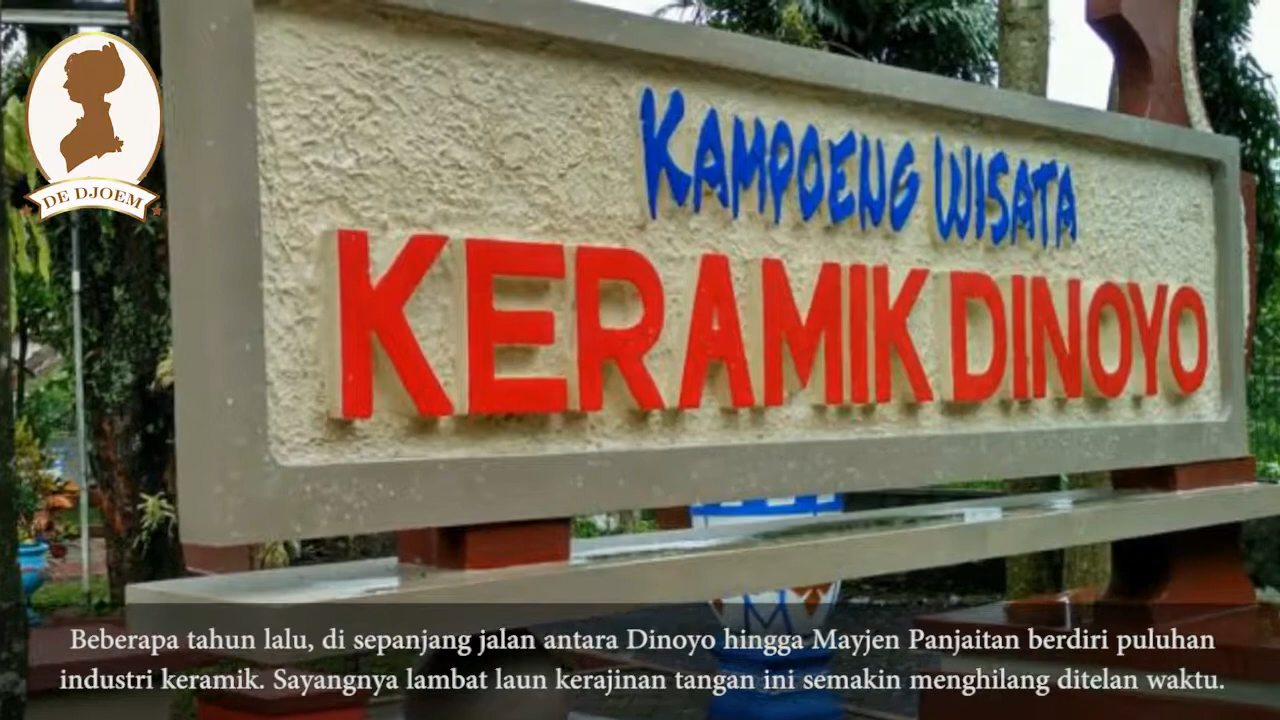 DE DJOEM
KAMPOENG WISATA
KERAMIK DINOYO
Beberapa tahun lalu, di sepanjang jalan antara Dinoyo hingga Mayjen Panjaitan berdiri puluhan
industri keramik. Sayangnya lambat laun kerajinan tangan ini semakin menghilang ditelan waktu.